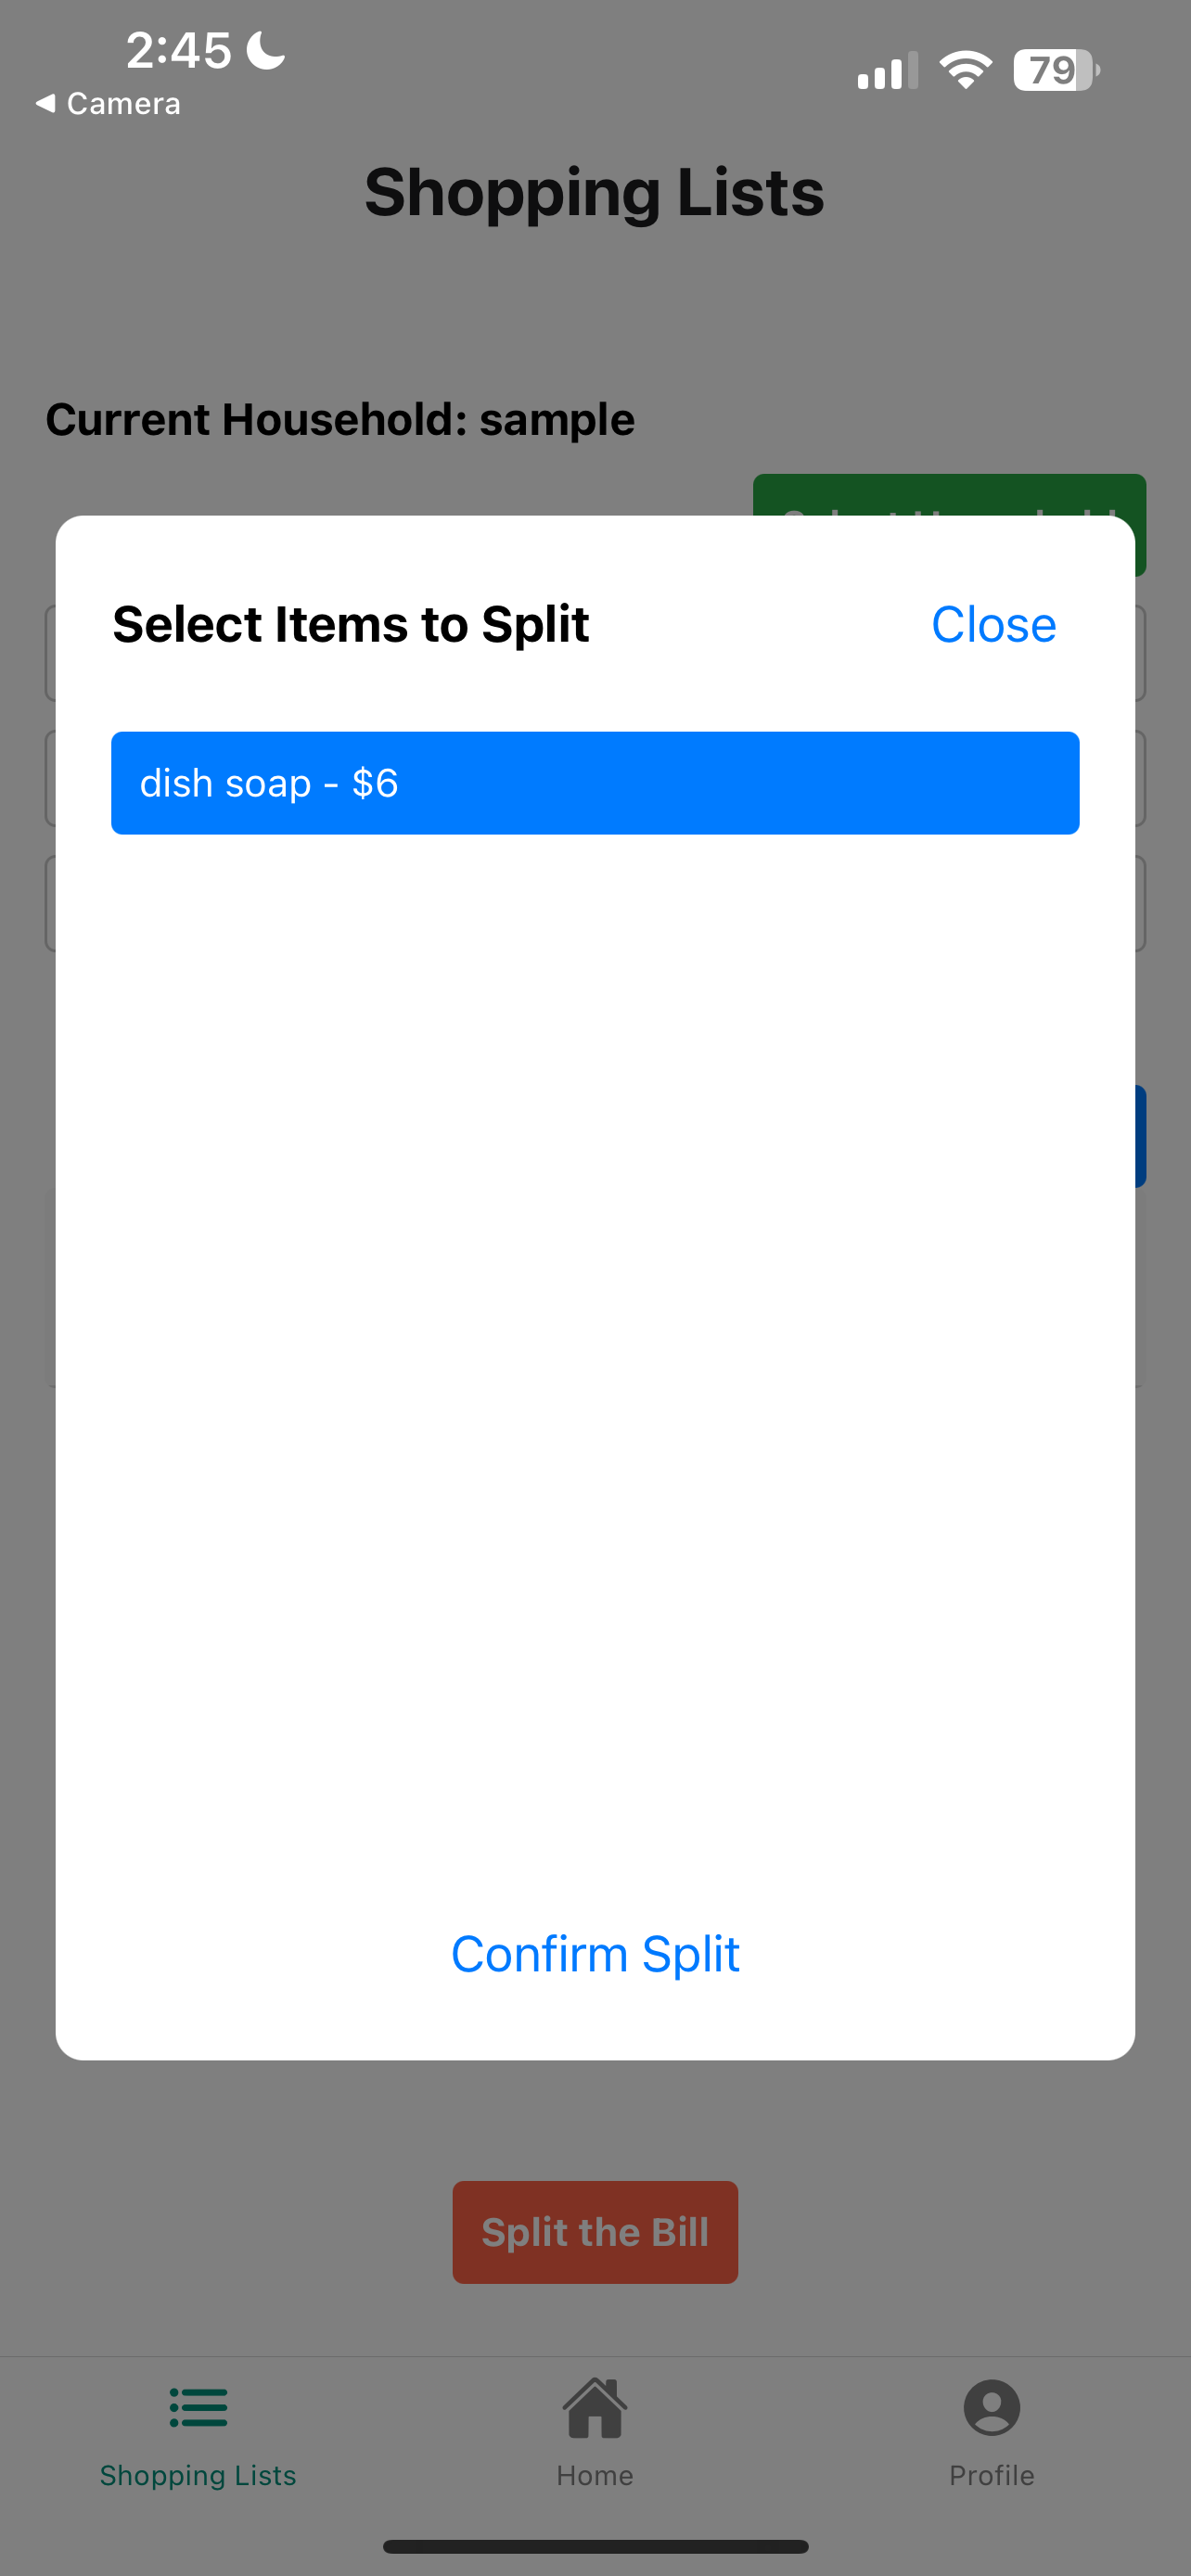 2:45
◀ Camera
79
Shopping Lists
Current Household: sample
Select Items to Split
Close
dish soap - $6
Confirm Split
Split the Bill
Shopping Lists
Home
Profile